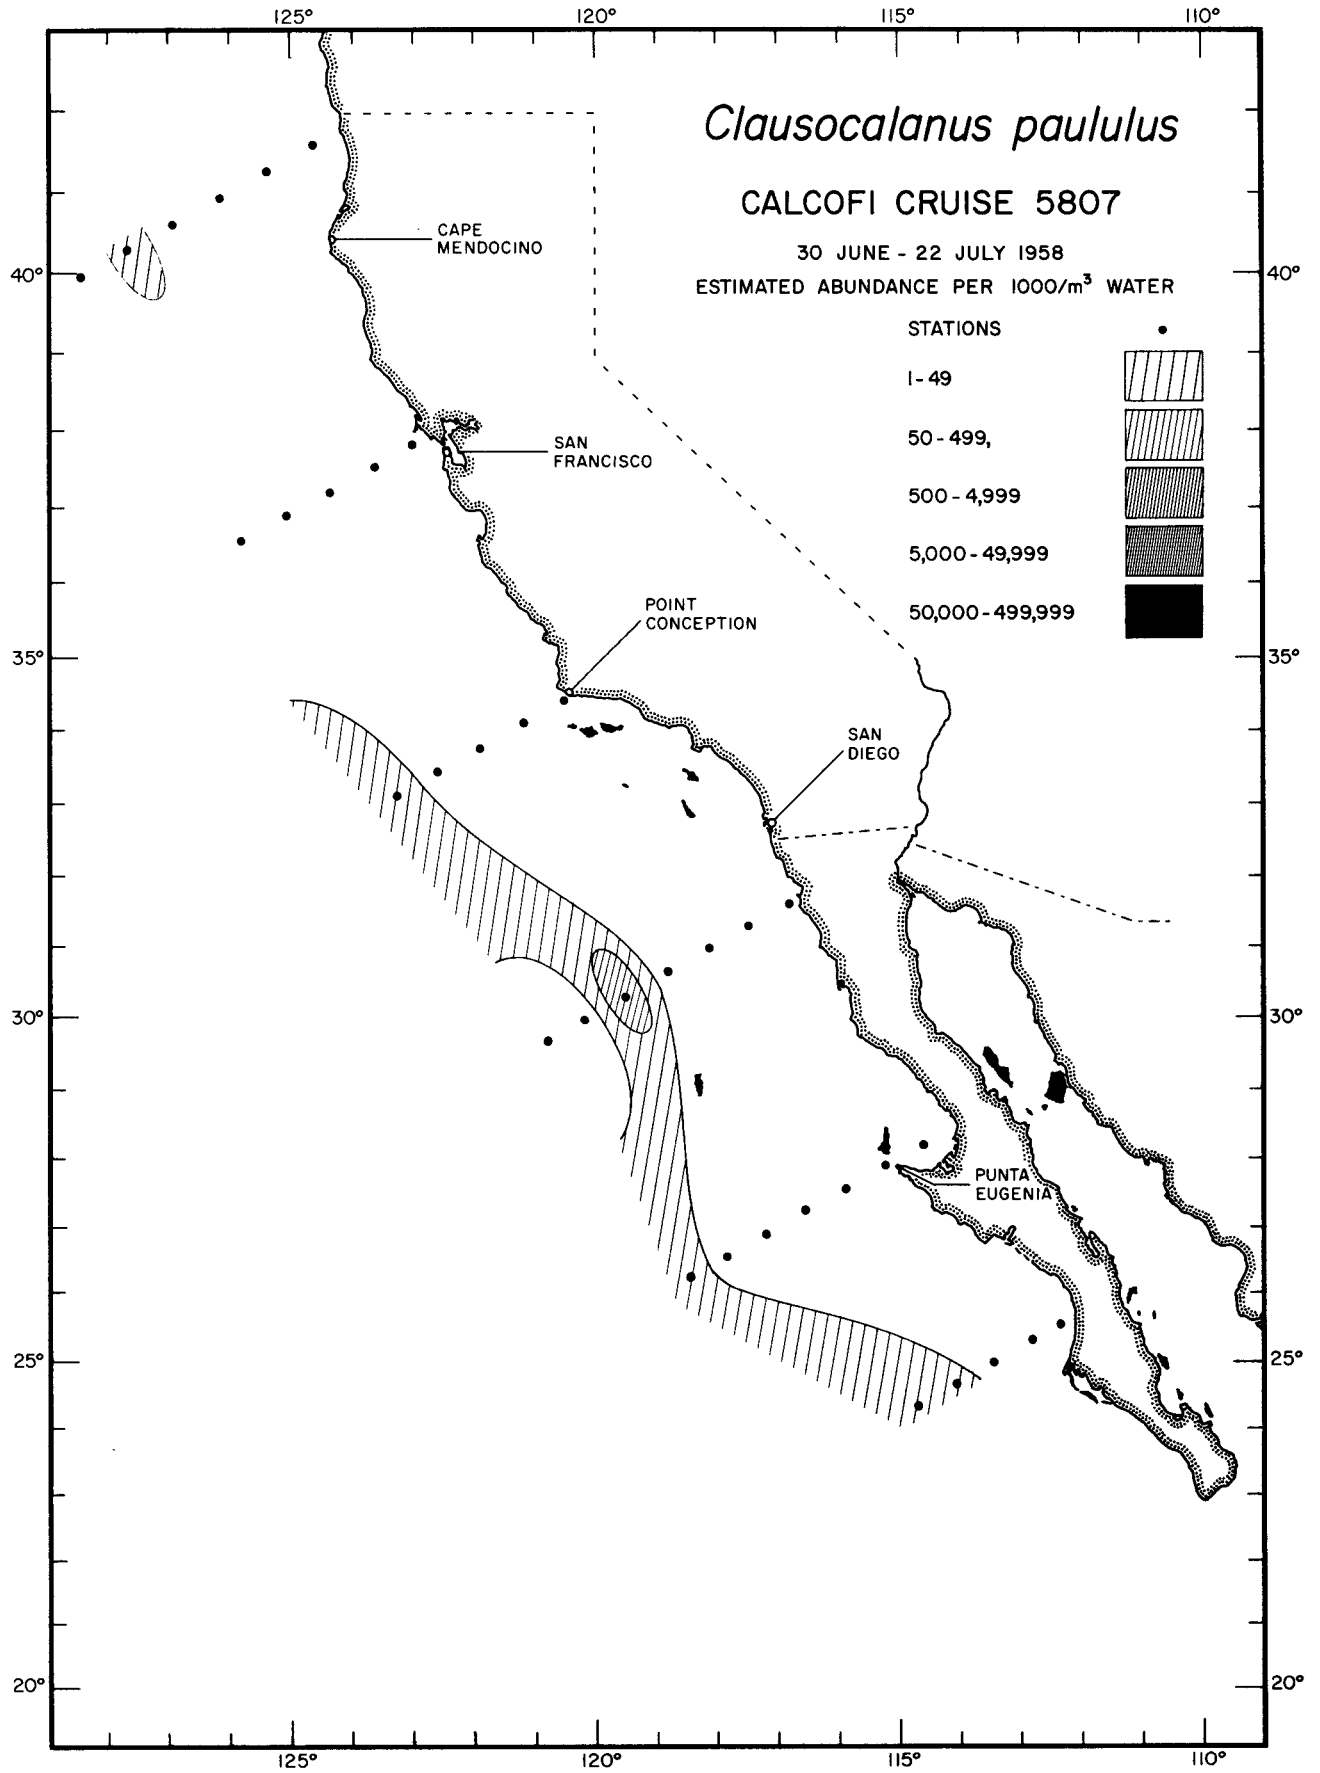 125° 120° 115° 110°
Clausocalanus paululus
CALCOFI CRUISE 5807
30 JUNE - 22 JULY 1958
ESTIMATED ABUNDANCE PER 1000/m³ WATER
STATIONS
1-49
50-499,
500-4,999
5,000-49,999
50,000-499,999
CAPE
MENDOCINO
40° 40°
SAN
FRANCISCO
POINT
CONCEPTION
35° 35°
SAN
DIEGO
30° 30°
PUNTA
EUGENIA
25° 25°
20° 20°
125° 120° 115° 110°